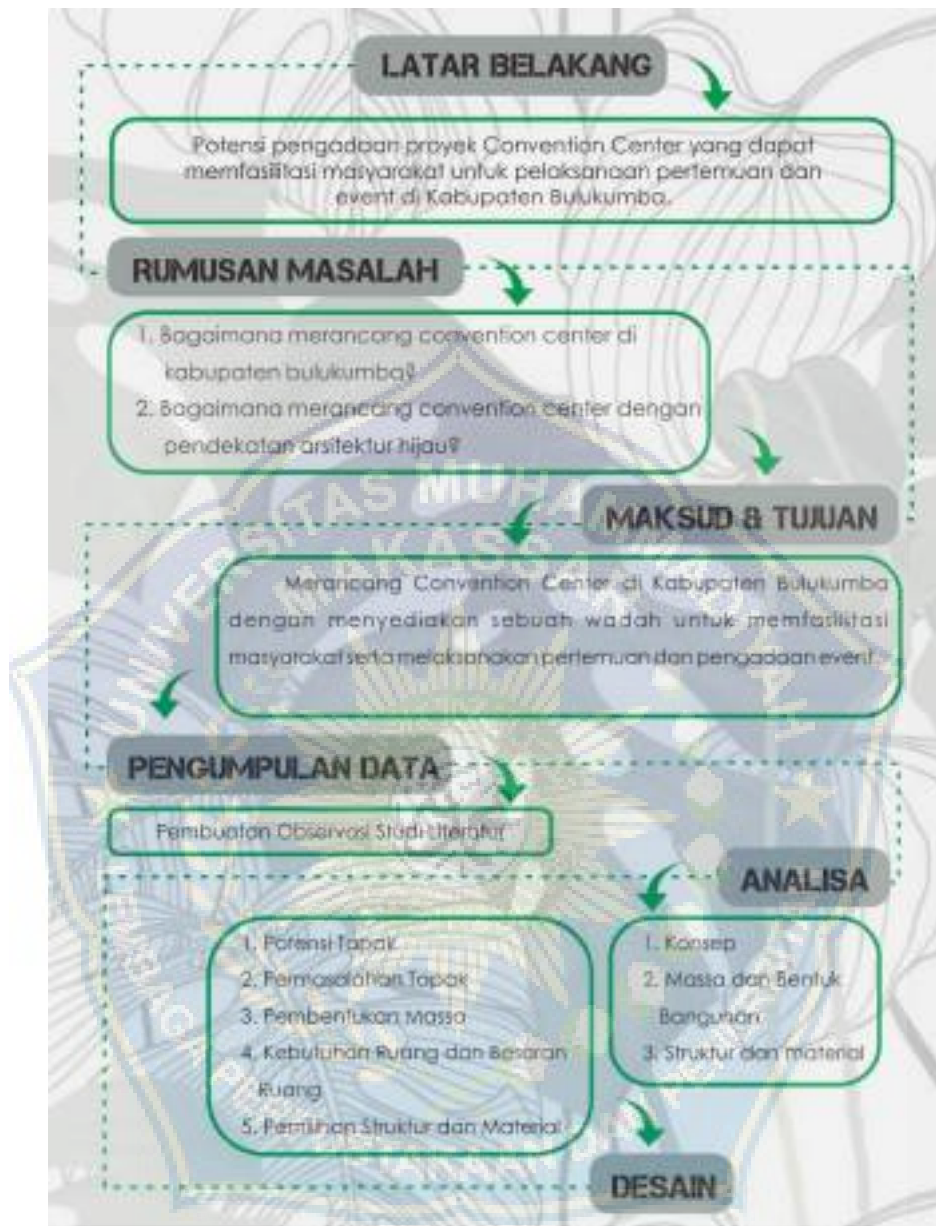 LATAR BELAKANG
Potensi pengadaan proyek Convention Center yang dapat
memfasilitasi masyarakat untuk pelaksanaan pertemuan dan
event di Kabupaten Bulukumba.
RUMUSAN MASALAH
1. Bagaimana merancang convention center di
kabupaten bulukumba?
2. Bagaimana merancang convention center dengan
pendekatan arsitektur hijau?
MAKSUD & TUJUAN
Merancang Convention Center di Kabupaten Bulukumba
dengan menyediakan sebuah wadah untuk memfasilitasi
masyarakat serta melaksanakan pertemuan dan pengadaan event.
PENGUMPULAN DATA
Pembuatan Observasi Studi Literatur
ANALISA
1. Potensi Tapak
2. Permasalahan Tapak
3. Pembentukan Massa
4. Kebutuhan Ruang dan Besaran
Ruang
5. Pemilihan Struktur dan Material
1. Konsep
2. Massa dan Bentuk
Bangunan
3. Struktur dan material
DESAIN
UNIVERSITAS MUHAMMADIYAH
MAKASSAR